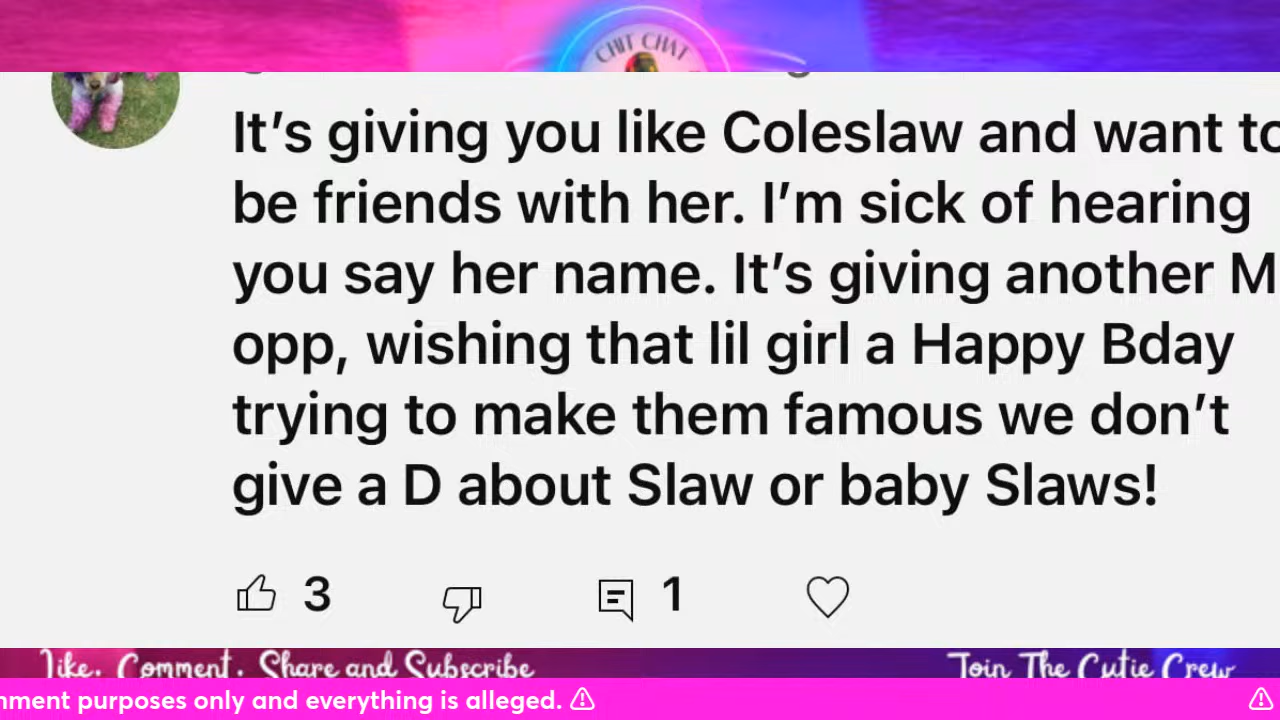 CHIT CHAT
It's giving you like Coleslaw and want to
be friends with her. I'm sick of hearing
you say her name. It's giving another M
opp, wishing that lil girl a Happy Bday
trying to make them famous we don't
give a D about Slaw or baby Slaws!
3 1
Like. Comment. Share and Subscribe Join The Cutie Crew
purposes only and everything is alleged. ⚠ ⚠